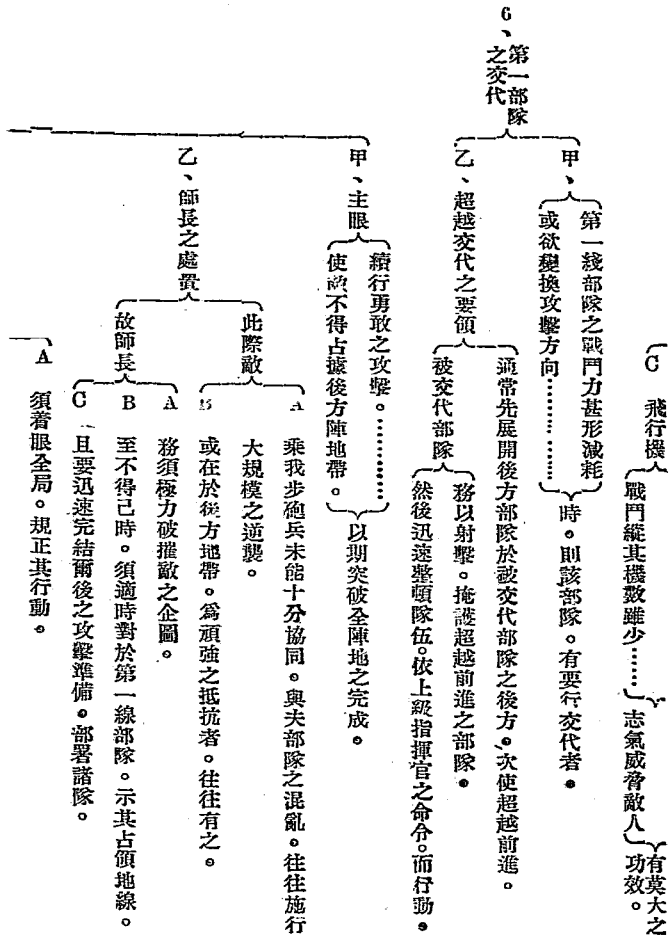 C 飛行機
戰鬥縱其機數雖少……
志氣威脅敵人
有莫大之
功效。
6、第一部隊
之交代
甲、
第一綫部隊之戰鬥力甚形減耗
或欲變換攻擊方向………
時。則該部隊。有要行交代者。
乙、超越交代之要領
通常先展開後方部隊於被交代部隊之後方。次使超越前進。
被交代部隊
務以射擊。掩護超越前進之部隊。
然後迅速整頓隊伍。依上級指揮官之命令。而行動。
甲、主眼
續行勇敢之攻擊。…………
使敵不得占據後方陣地帶。
以期突破全陣地之完成。
乙、師長之處置
此際敵
A 乘我步砲兵未能十分協同。與夫部隊之混亂。往往施行
大規模之逆襲。
B 或在於後方地帶。爲頑強之抵抗者。往往有之。
故師長
A 務須極力破摧敵之企圖。
B 至不得已時。須適時對於第一線部隊。示其占領地線。
C 且要迅速完結爾後之攻擊準備。部署諸隊。
A 須着眼全局。規正其行動。